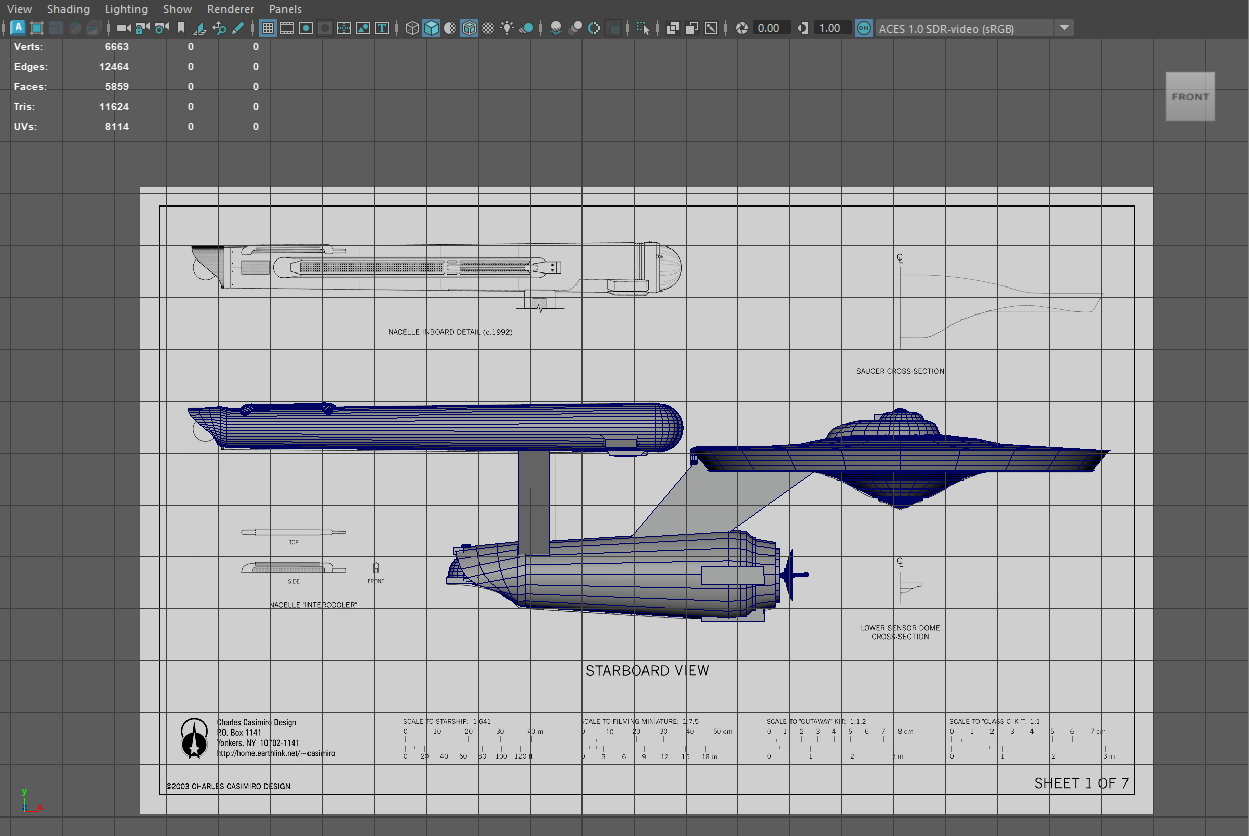 View Shading Lighting Show Renderer Panels
A 0.00 1.00 ON ACES 1.0 SDR-video (sRGB)
Verts: 6663 0 0
Edges: 12464 0 0
Faces: 5859 0 0
Tris: 11624 0 0
UVs: 8114 0 0
FRONT
NACELLE INBOARD DETAIL (c.1992)
SAUCER CROSS-SECTION
TOP
SIDE
FRONT
NACELLE "INTERCOOLER"
LOWER SENSOR DOME
CROSS-SECTION
STARBOARD VIEW
Charles Casimiro Design
P.O. Box 1141
Yonkers, NY 10702-1141
http://home.earthlink.net/~casimiro
SCALE TO STARSHIP: 1:641
0 10 20 30 40 m
0 20 40 60 80 100 120 ft
SCALE TO FILMING MINIATURE: 1:7.5
0 10 20 30 40 50 cm
0 3 6 9 12 15 18 in
SCALE TO "CUTAWAY" KIT: 1:1.2
0 1 2 3 4 5 6 7 8 cm
0 1 2 3 in
SCALE TO "CLASSIC" KIT: 1:1
0 1 2 3 4 5 6 7 cm
0 1 2 3 in
©2003 CHARLES CASIMIRO DESIGN
SHEET 1 OF 7
y